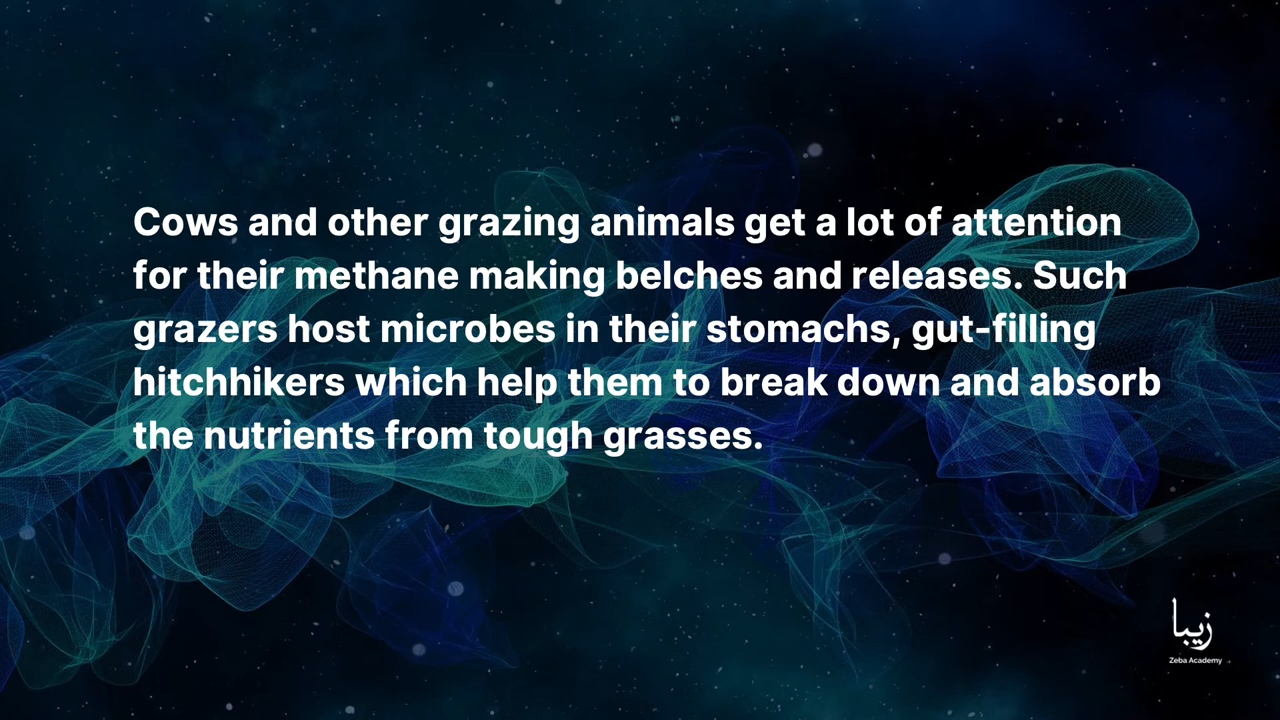 Cows and other grazing animals get a lot of attention
for their methane making belches and releases. Such
grazers host microbes in their stomachs, gut-filling
hitchhikers which help them to break down and absorb
the nutrients from tough grasses.
زيبا
Zeba Academy